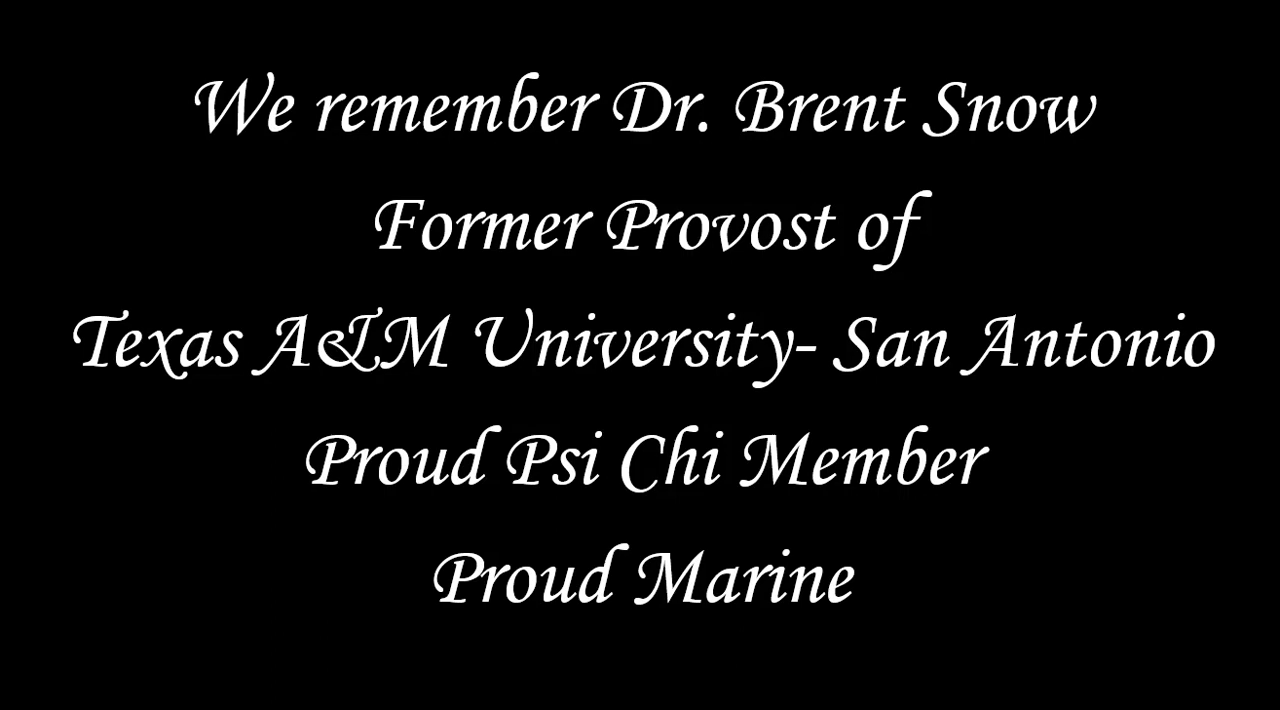 We remember Dr. Brent Snow
Former Provost of
Texas A&M University- San Antonio
Proud Psi Chi Member
Proud Marine